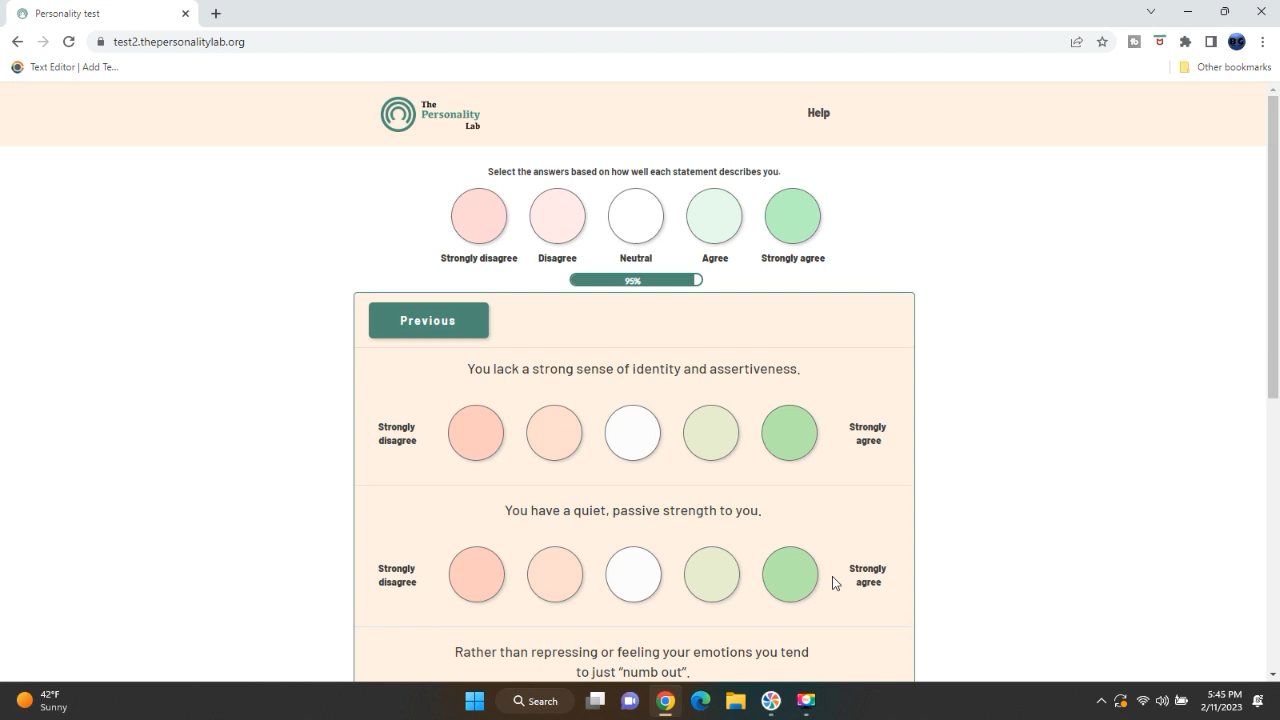 Personality test
test2.thepersonalitylab.org
Text Editor | Add Te...
Other bookmarks
The
Personality
Lab
Help
Select the answers based on how well each statement describes you.
Strongly disagree
Disagree
Neutral
Agree
Strongly agree
95%
Previous
You lack a strong sense of identity and assertiveness.
Strongly
disagree
Strongly
agree
You have a quiet, passive strength to you.
Strongly
disagree
Strongly
agree
Rather than repressing or feeling your emotions you tend
to just “numb out”.
42°F
Sunny
Search
5:45 PM
2/11/2023